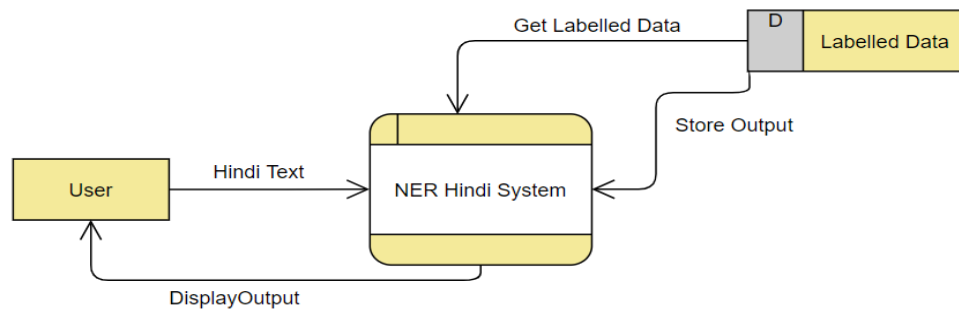 D
Get Labelled Data
Labelled Data
Store Output
Hindi Text
User
NER Hindi System
DisplayOutput